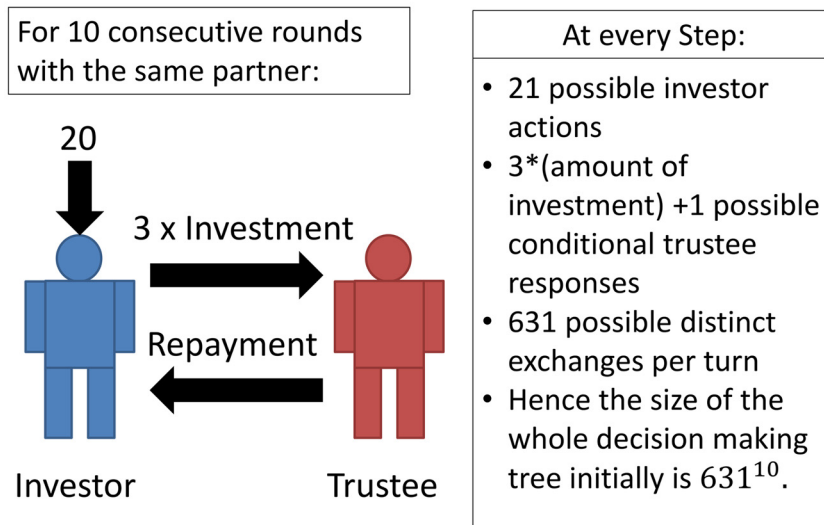 For 10 consecutive rounds
with the same partner:
20
3 x Investment
Repayment
Investor
Trustee
At every Step:
• 21 possible investor
actions
• 3*(amount of
investment) +1 possible
conditional trustee
responses
• 631 possible distinct
exchanges per turn
• Hence the size of the
whole decision making
tree initially is 631¹⁰.